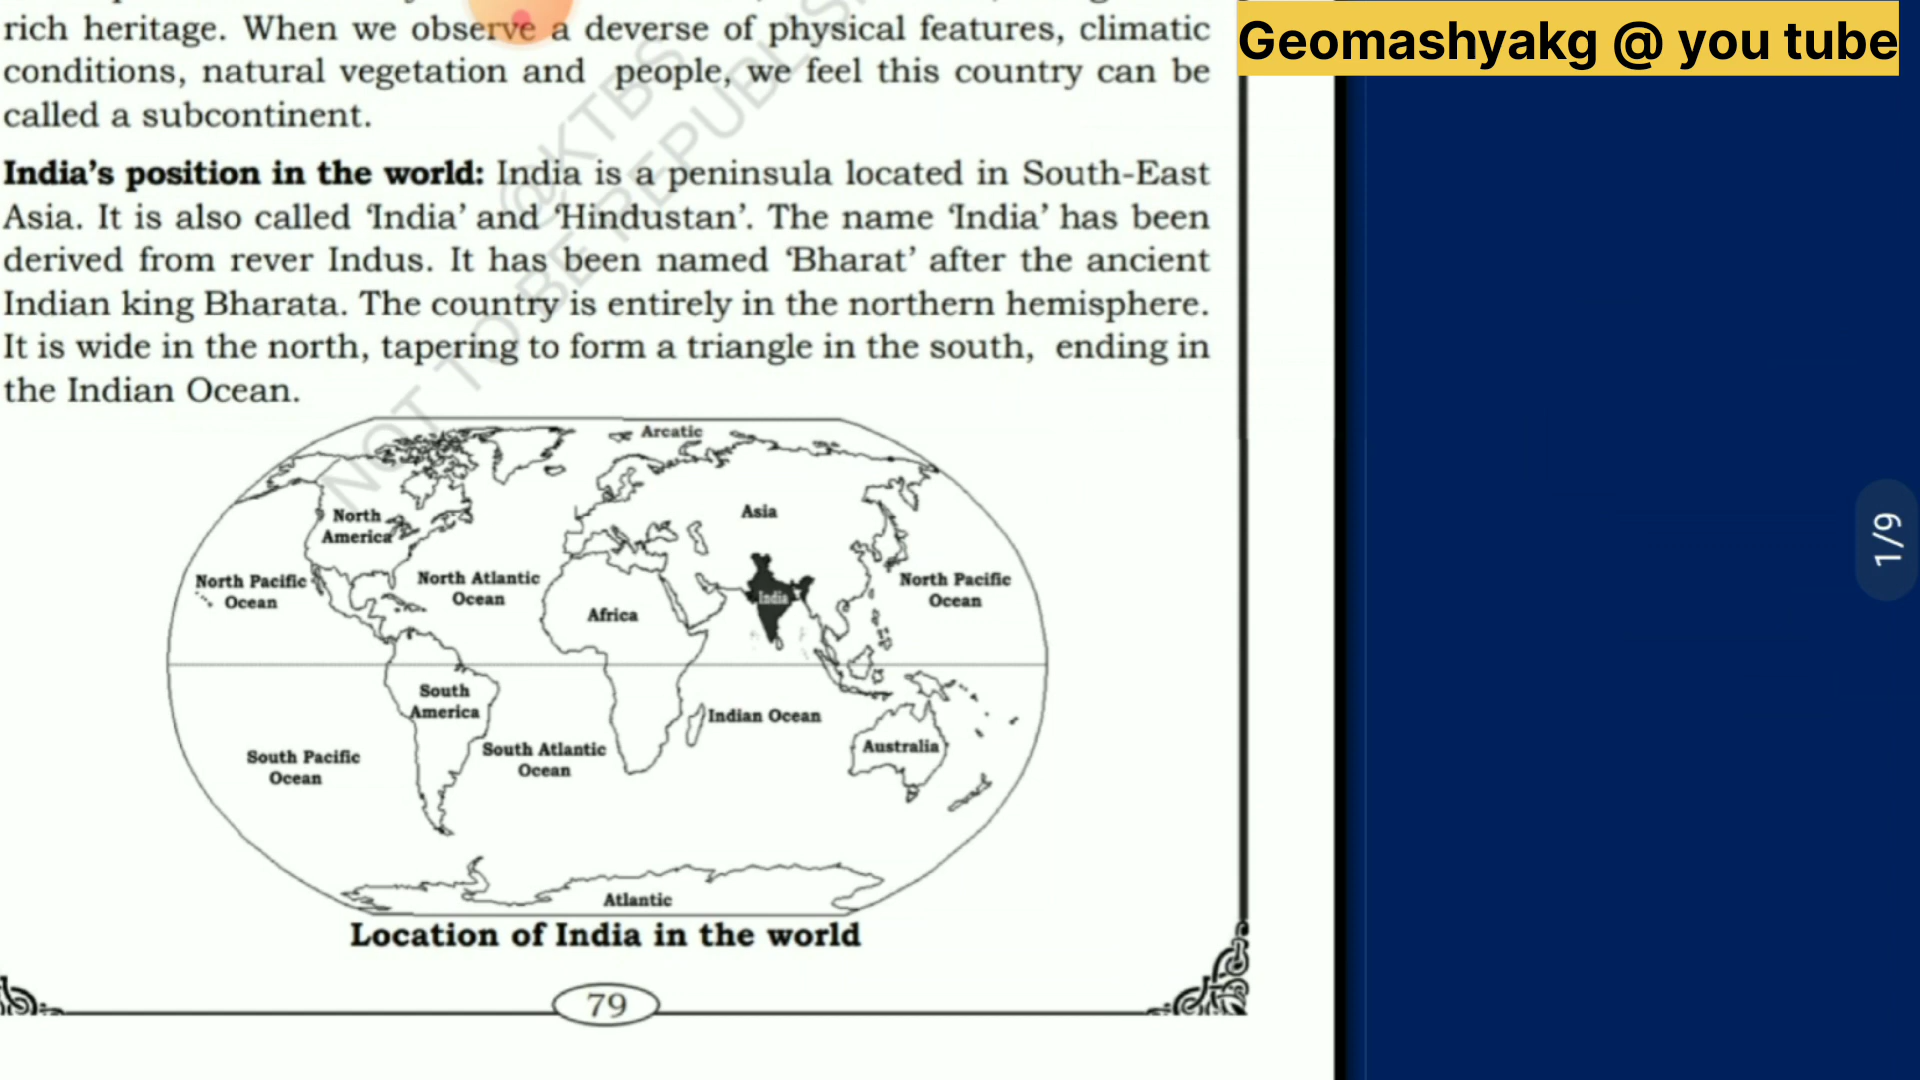 rich heritage. When we observe a deverse of physical features, climatic
conditions, natural vegetation and people, we feel this country can be
called a subcontinent.
India's position in the world: India is a peninsula located in South-East
Asia. It is also called 'India' and 'Hindustan'. The name 'India' has been
derived from rever Indus. It has been named 'Bharat' after the ancient
Indian king Bharata. The country is entirely in the northern hemisphere.
It is wide in the north, tapering to form a triangle in the south, ending in
the Indian Ocean.
Arcatic
North
America
Asia
North Pacific
Ocean
North Atlantic
Ocean
Africa
India
North Pacific
Ocean
South
America
Indian Ocean
South Pacific
Ocean
South Atlantic
Ocean
Australia
Atlantic
Location of India in the world
79
@KTBS
NOT TO BE REPUBLIS
Geomashyakg @ you tube
1/9